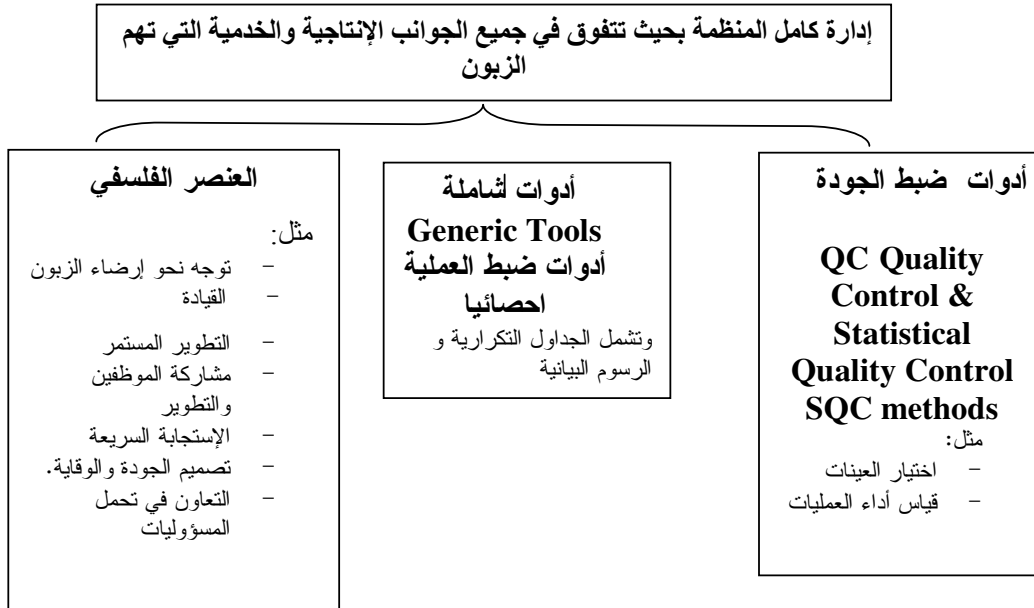 إدارة كامل المنظمة بحيث تتفوق في جميع الجوانب الإنتاجية والخدمية التي تهم
الزبون
أدوات ضبط الجودة
QC Quality
Control &
Statistical
Quality Control
SQC methods
مثل:
- اختيار العينات
- قياس أداء العمليات
أدوات شاملة
Generic Tools
أدوات ضبط العملية
احصائيا
وتشمل الجداول التكرارية و
الرسوم البيانية
العنصر الفلسفي
مثل:
- توجه نحو إرضاء الزبون
- القيادة
- التطوير المستمر
- مشاركة الموظفين
والتطوير
- الإستجابة السريعة
- تصميم الجودة والوقاية.
- التعاون في تحمل
المسؤوليات